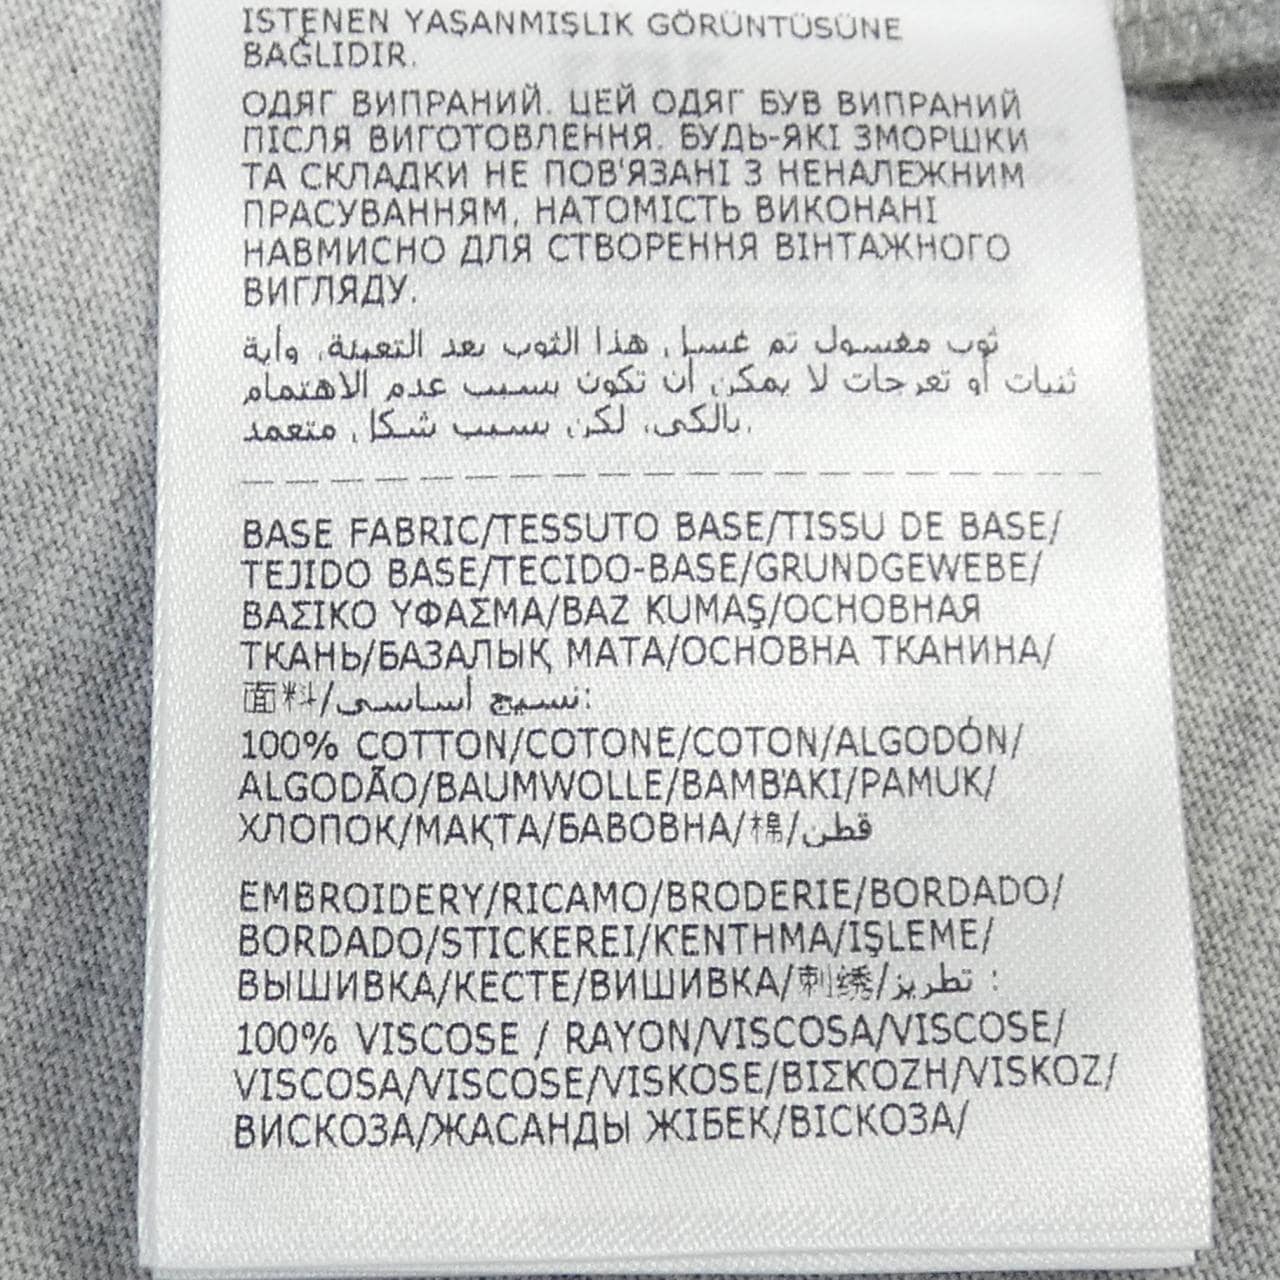 ISTENEN YAŞANMIŞLIK GÖRÜNTÜSÜNE
BAĞLIDIR.
ОДЯГ ВИПРАНИЙ. ЦЕЙ ОДЯГ БУВ ВИПРАНИЙ
ПІСЛЯ ВИГОТОВЛЕННЯ. БУДЬ-ЯКІ ЗМОРШКИ
ТА СКЛАДКИ НЕ ПОВ'ЯЗАНІ З НЕНАЛЕЖНИМ
ПРАСУВАННЯМ, НАТОМІСТЬ ВИКОНАНІ
НАВМИСНО ДЛЯ СТВОРЕННЯ ВІНТАЖНОГО
ВИГЛЯДУ.
ثوب مغسول تم غسل هذا الثوب بعد التعبئة، وأية
ثنيات أو تعرجات لا يمكن أن تكون بسبب عدم الاهتمام
بالكي، لكن بسبب شكل متعمد.
BASE FABRIC/TESSUTO BASE/TISSU DE BASE/
TEJIDO BASE/TECIDO-BASE/GRUNDGEWEBE/
ΒΑΣΙΚΟ ΥΦΑΣΜΑ/BAZ KUMAŞ/ОСНОВНАЯ
ТКАНЬ/БАЗАЛЫҚ МАТА/ОСНОВНА ТКАНИНА/
面料/نسيج أساسي:
100% COTTON/COTONE/COTON/ALGODÓN/
ALGODÃO/BAUMWOLLE/ΒΑΜΒ'ΑΚΙ/PAMUK/
ХЛОПОК/МАҚТА/БАВОВНА/棉/قطن
EMBROIDERY/RICAMO/BRODERIE/BORDADO/
BORDADO/STICKEREI/ΚΕΝΤΗΜΑ/IŞLEME/
ВЫШИВКА/КЕСТЕ/ВИШИВКА/刺绣/تطريز :
100% VISCOSE / RAYON/VISCOSA/VISCOSE/
VISCOSA/VISCOSE/VISKOSE/ΒΙΣΚΟΖΗ/VISKOZ/
ВИСКОЗА/ЖАСАНДЫ ЖІБЕК/ВІСКОЗА/